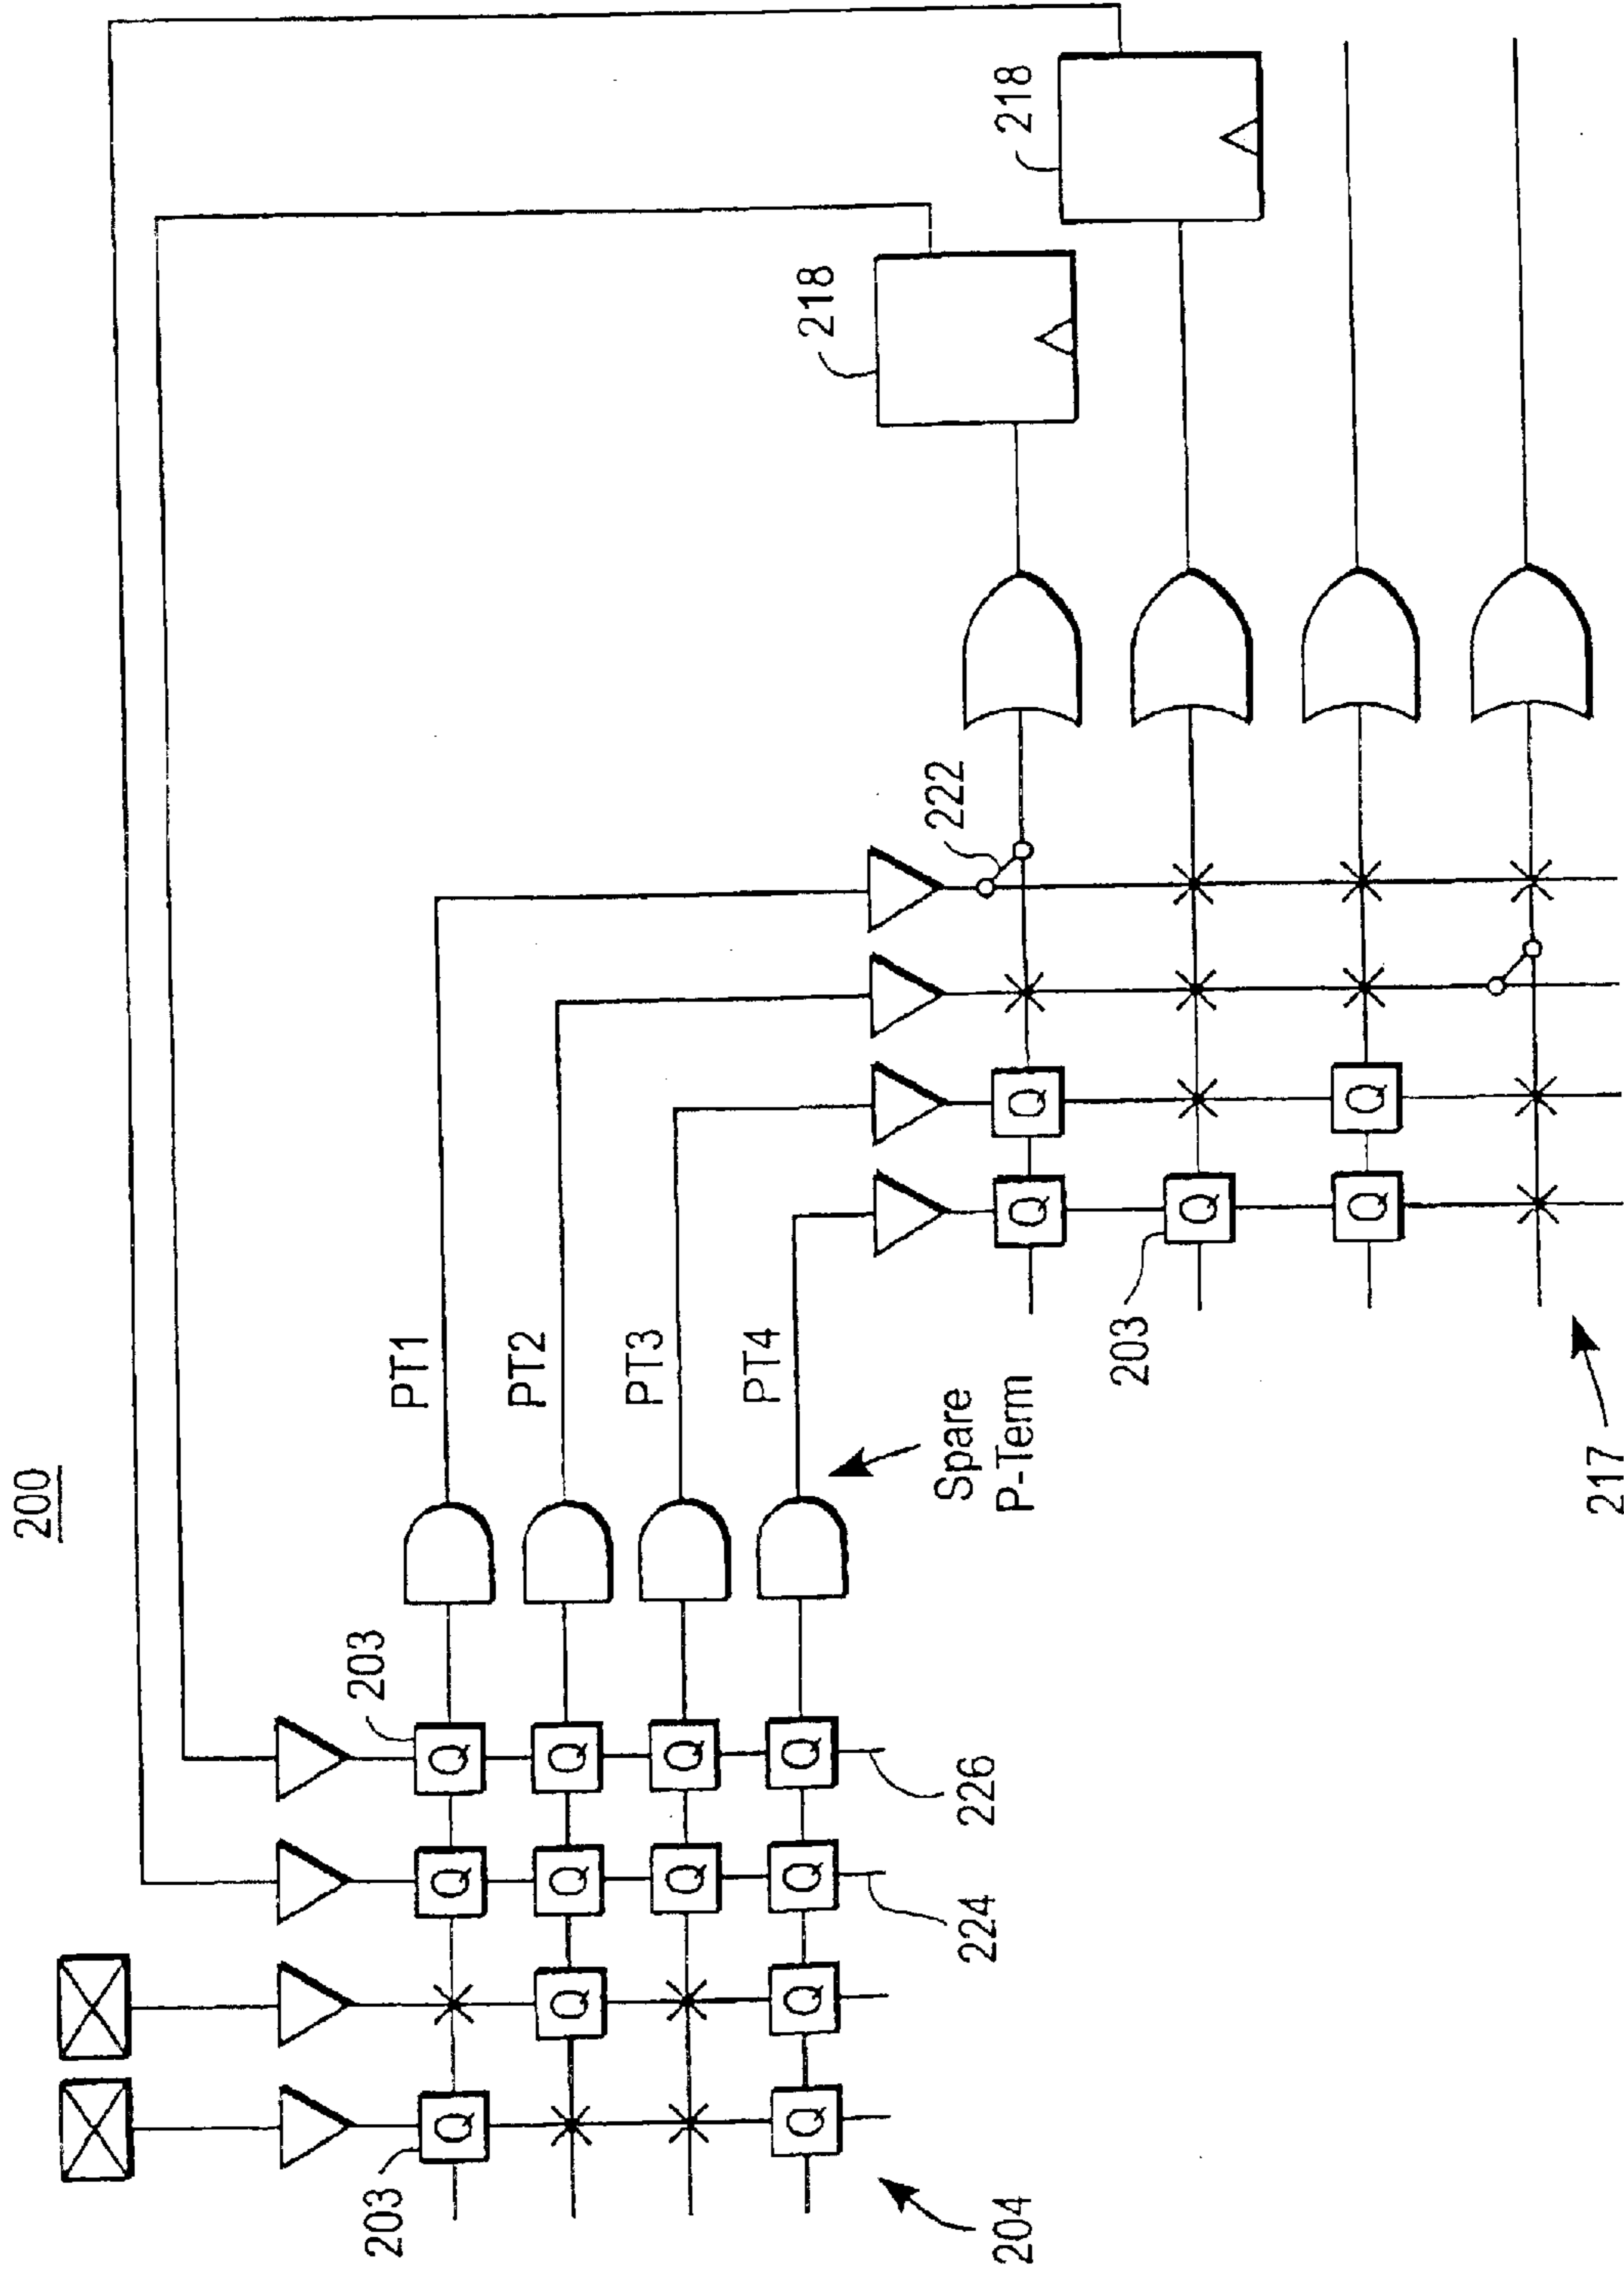 200
203
203
PT1
Q Q Q
PT2
Q Q Q
PT3
Q Q
PT4
Q Q Q Q
218
222
Spare
P-Term
224
226
204
218
Q Q
203
Q
Q Q
217